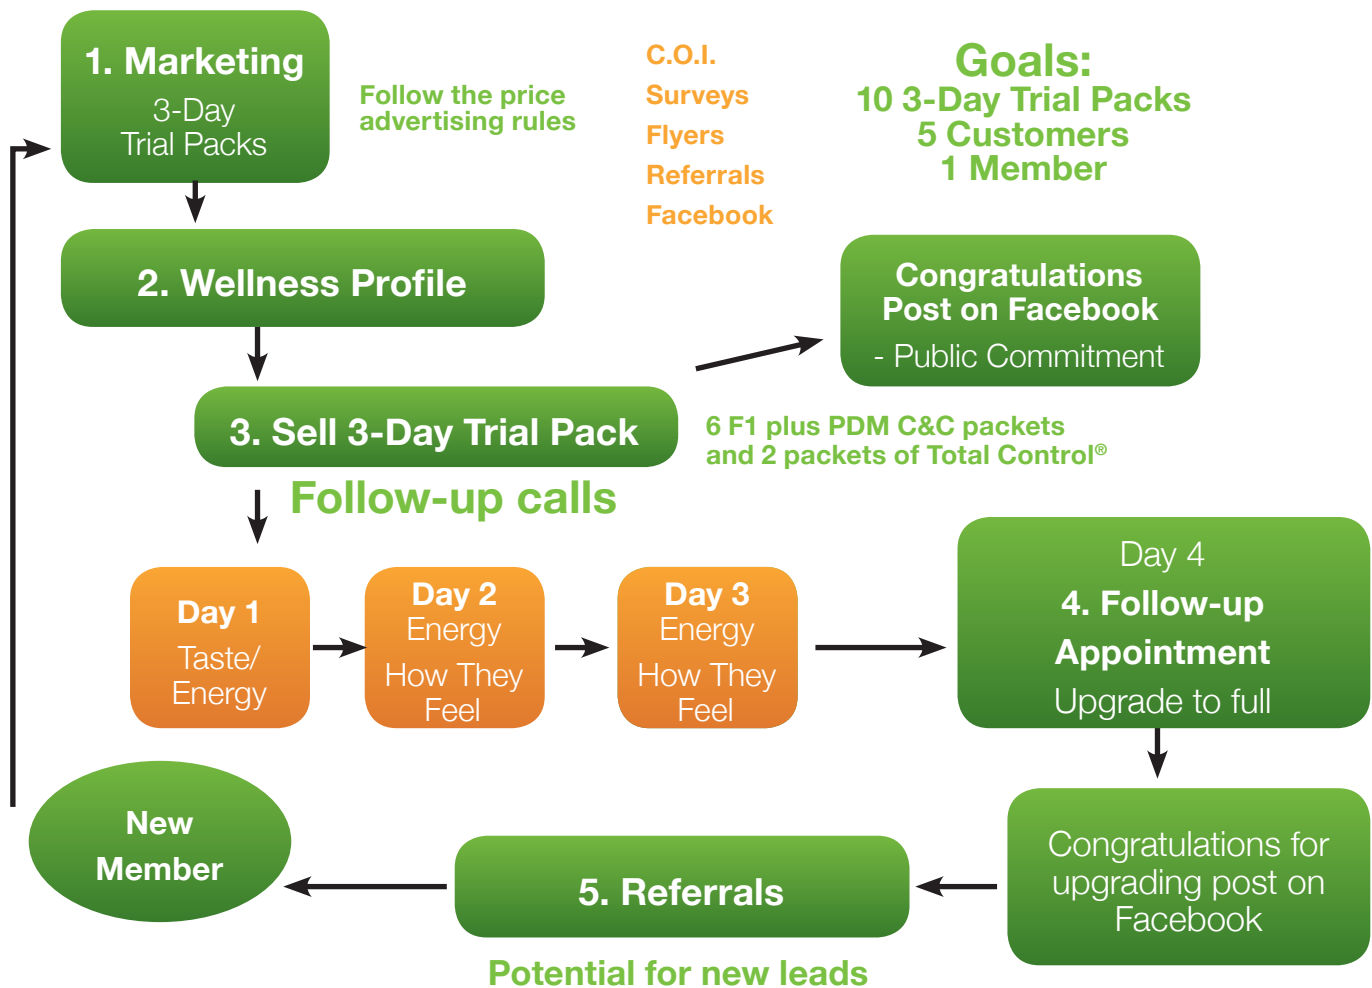 1. Marketing
3-Day
Trial Packs
Follow the price
advertising rules
C.O.I.
Surveys
Flyers
Referrals
Facebook
Goals:
10 3-Day Trial Packs
5 Customers
1 Member
2. Wellness Profile
Congratulations
Post on Facebook
- Public Commitment
3. Sell 3-Day Trial Pack
6 F1 plus PDM C&C packets
and 2 packets of Total Control®
Follow-up calls
Day 1
Taste/
Energy
Day 2
Energy
How They
Feel
Day 3
Energy
How They
Feel
Day 4
4. Follow-up
Appointment
Upgrade to full
Congratulations for
upgrading post on
Facebook
5. Referrals
Potential for new leads
New
Member